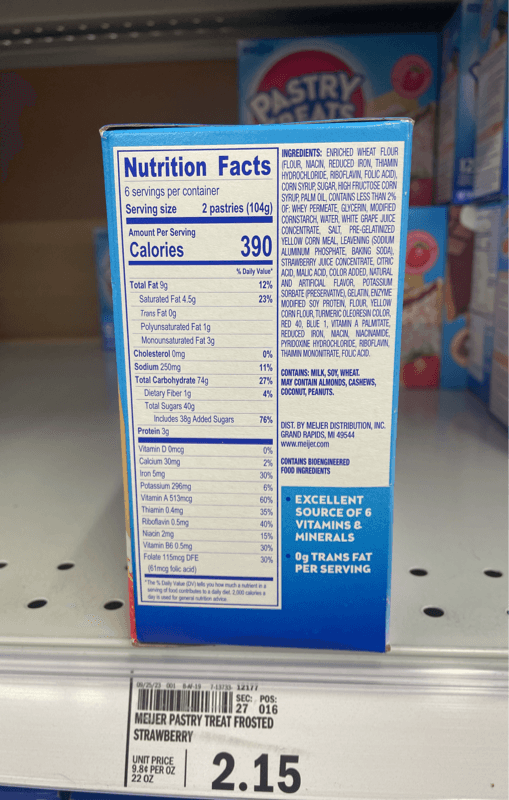 PASTRY
TREATS
Nutrition Facts
6 servings per container
Serving size 2 pastries (104g)
Amount Per Serving
Calories 390
% Daily Value*
Total Fat 9g 12%
Saturated Fat 4.5g 23%
Trans Fat 0g
Polyunsaturated Fat 1g
Monounsaturated Fat 3g
Cholesterol 0mg 0%
Sodium 250mg 11%
Total Carbohydrate 74g 27%
Dietary Fiber 1g 4%
Total Sugars 40g
Includes 38g Added Sugars 76%
Protein 3g
Vitamin D 0mcg 0%
Calcium 30mg 2%
Iron 5mg 30%
Potassium 296mg 6%
Vitamin A 513mcg 60%
Thiamin 0.4mg 35%
Riboflavin 0.5mg 40%
Niacin 2mg 15%
Vitamin B6 0.5mg 30%
Folate 115mcg DFE 30%
(61mcg folic acid)
*The % Daily Value (DV) tells you how much a nutrient in a
serving of food contributes to a daily diet. 2,000 calories a
day is used for general nutrition advice.
INGREDIENTS: ENRICHED WHEAT FLOUR
(FLOUR, NIACIN, REDUCED IRON, THIAMIN
HYDROCHLORIDE, RIBOFLAVIN, FOLIC ACID),
CORN SYRUP, SUGAR, HIGH FRUCTOSE CORN
SYRUP, PALM OIL, CONTAINS LESS THAN 2%
OF: WHEY PERMEATE, GLYCERIN, MODIFIED
CORNSTARCH, WATER, WHITE GRAPE JUICE
CONCENTRATE, SALT, PRE-GELATINIZED
YELLOW CORN MEAL, LEAVENING (SODIUM
ALUMINUM PHOSPHATE, BAKING SODA),
STRAWBERRY JUICE CONCENTRATE, CITRIC
ACID, MALIC ACID, COLOR ADDED, NATURAL
AND ARTIFICIAL FLAVOR, POTASSIUM
SORBATE (PRESERVATIVE), GELATIN, ENZYME
MODIFIED SOY PROTEIN, FLOUR, YELLOW
CORN FLOUR, TURMERIC OLEORESIN COLOR,
RED 40, BLUE 1, VITAMIN A PALMITATE,
REDUCED IRON, NIACIN, NIACINAMIDE,
PYRIDOXINE HYDROCHLORIDE, RIBOFLAVIN,
THIAMIN MONONITRATE, FOLIC ACID.
CONTAINS: MILK, SOY, WHEAT.
MAY CONTAIN ALMONDS, CASHEWS,
COCONUT, PEANUTS.
DIST. BY MEIJER DISTRIBUTION, INC.
GRAND RAPIDS, MI 49544
www.meijer.com
CONTAINS BIOENGINEERED
FOOD INGREDIENTS
• EXCELLENT
SOURCE OF 6
VITAMINS &
MINERALS
• 0g TRANS FAT
PER SERVING
12177
SEC: POS:
27 016
MEIJER PASTRY TREAT FROSTED
STRAWBERRY
UNIT PRICE
9.8¢ PER OZ
22 OZ
2.15